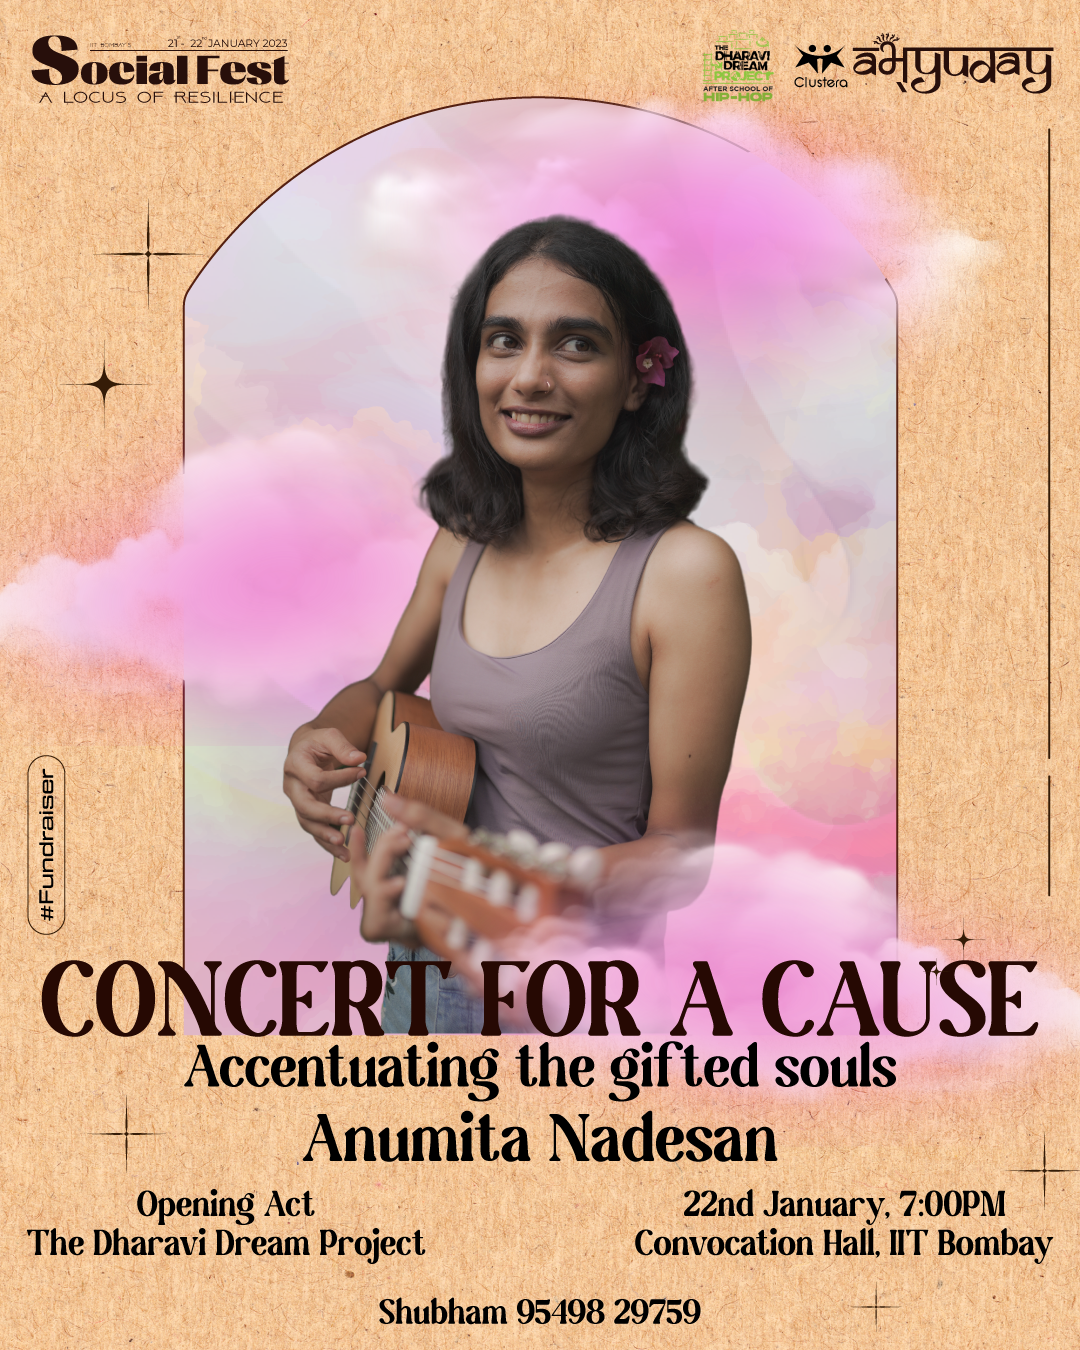 IIT BOMBAY'S
21st - 22nd JANUARY 2023
Social Fest
A LOCUS OF RESILIENCE
THE
DHARAVI
DREAM
PROJECT
AFTER SCHOOL OF
HIP-HOP
Clustera
अभyuday
#Fundraiser
CONCERT FOR A CAUSE
Accentuating the gifted souls
Anumita Nadesan
Opening Act
The Dharavi Dream Project
22nd January, 7:00PM
Convocation Hall, IIT Bombay
Shubham 95498 29759